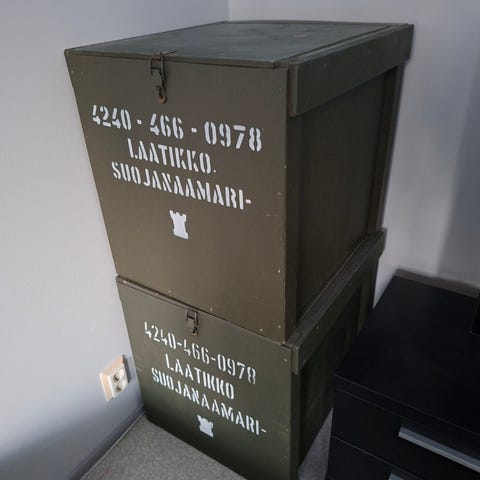 4240-466-0978
LAATIKKO.
SUOJANAAMARI-
4240-466-0978
LAATIKKO
SUOJANAAMARI-